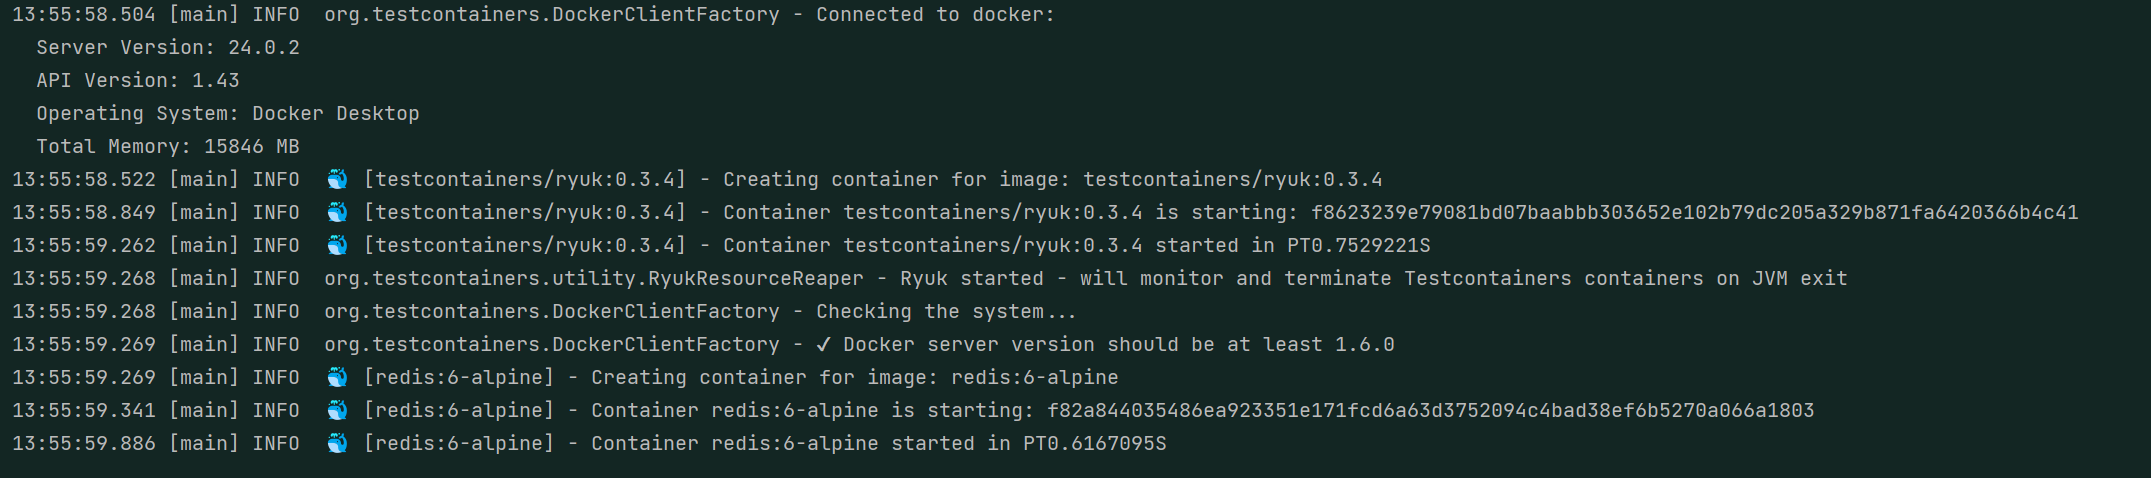 13:55:58.504 [main] INFO  org.testcontainers.DockerClientFactory - Connected to docker:
  Server Version: 24.0.2
  API Version: 1.43
  Operating System: Docker Desktop
  Total Memory: 15846 MB
13:55:58.522 [main] INFO  🐳 [testcontainers/ryuk:0.3.4] - Creating container for image: testcontainers/ryuk:0.3.4
13:55:58.849 [main] INFO  🐳 [testcontainers/ryuk:0.3.4] - Container testcontainers/ryuk:0.3.4 is starting: f8623239e79081bd07baabbb303652e102b79dc205a329b871fa6420366b4c41
13:55:59.262 [main] INFO  🐳 [testcontainers/ryuk:0.3.4] - Container testcontainers/ryuk:0.3.4 started in PT0.7529221S
13:55:59.268 [main] INFO  org.testcontainers.utility.RyukResourceReaper - Ryuk started - will monitor and terminate Testcontainers containers on JVM exit
13:55:59.268 [main] INFO  org.testcontainers.DockerClientFactory - Checking the system...
13:55:59.269 [main] INFO  org.testcontainers.DockerClientFactory - ✔ Docker server version should be at least 1.6.0
13:55:59.269 [main] INFO  🐳 [redis:6-alpine] - Creating container for image: redis:6-alpine
13:55:59.341 [main] INFO  🐳 [redis:6-alpine] - Container redis:6-alpine is starting: f82a844035486ea923351e171fcd6a63d3752094c4bad38ef6b5270a066a1803
13:55:59.886 [main] INFO  🐳 [redis:6-alpine] - Container redis:6-alpine started in PT0.6167095S